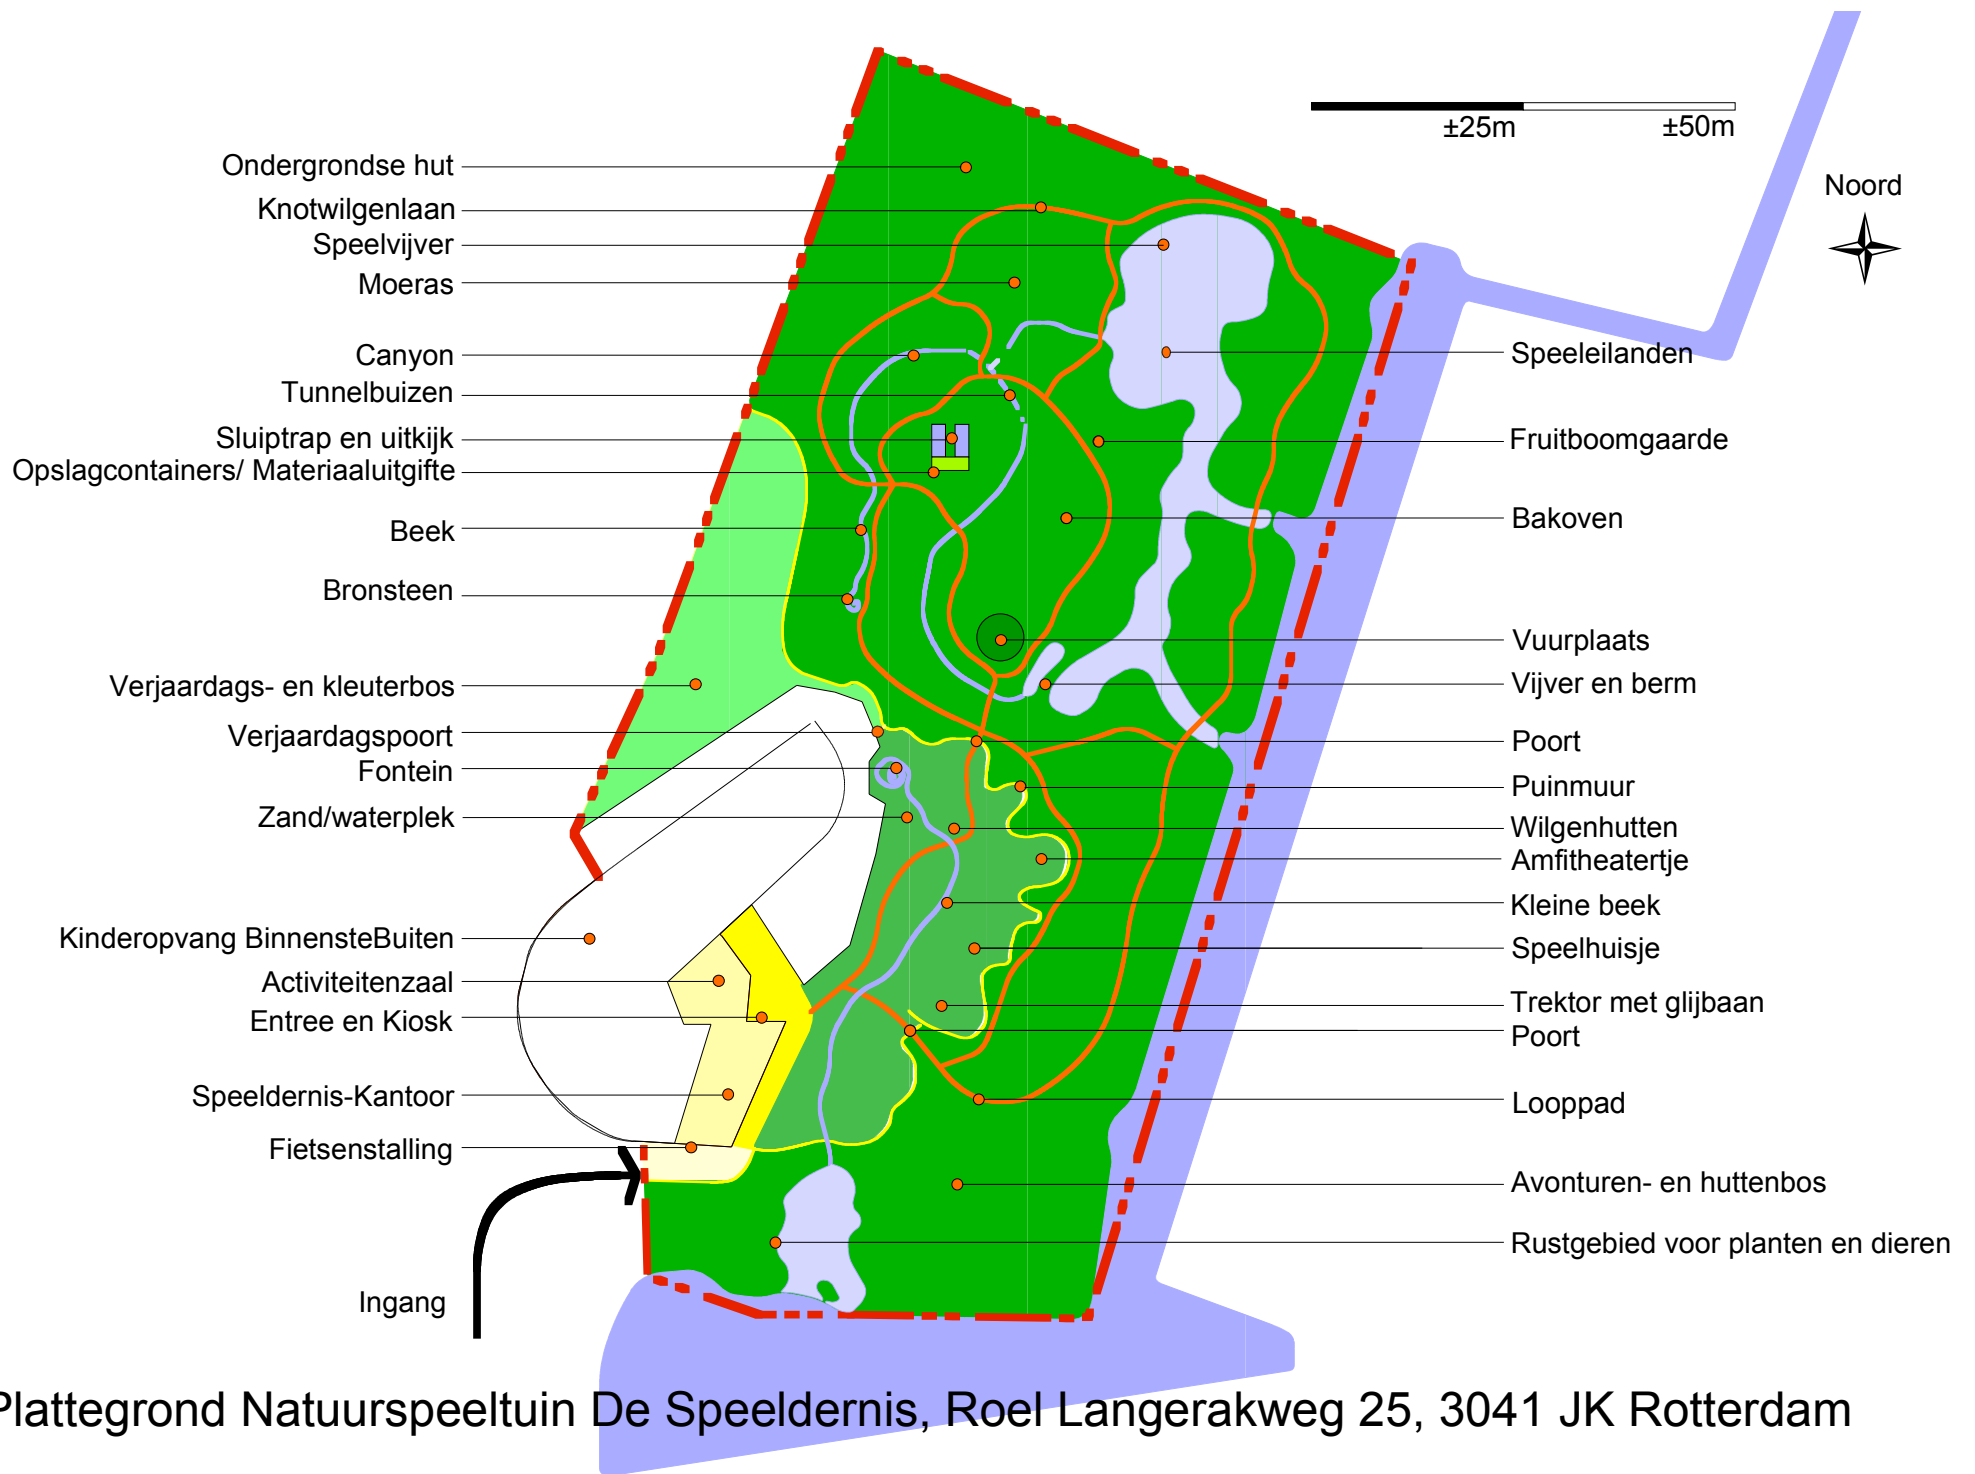 ±25m
±50m
Noord
Ondergrondse hut
Knotwilgenlaan
Speelvijver
Moeras
Canyon
Tunnelbuizen
Sluiptrap en uitkijk
Opslagcontainers/ Materiaaluitgifte
Beek
Bronsteen
Verjaardags- en kleuterbos
Verjaardagspoort
Fontein
Zand/waterplek
Kinderopvang BinnensteBuiten
Activiteitenzaal
Entree en Kiosk
Speeldernis-Kantoor
Fietsenstalling
Ingang
Speeleilanden
Fruitboomgaarde
Bakoven
Vuurplaats
Vijver en berm
Poort
Puinmuur
Wilgenhutten
Amfitheatertje
Kleine beek
Speelhuisje
Trektor met glijbaan
Poort
Looppad
Avonturen- en huttenbos
Rustgebied voor planten en dieren
Plattegrond Natuurspeeltuin De Speeldernis, Roel Langerakweg 25, 3041 JK Rotterdam